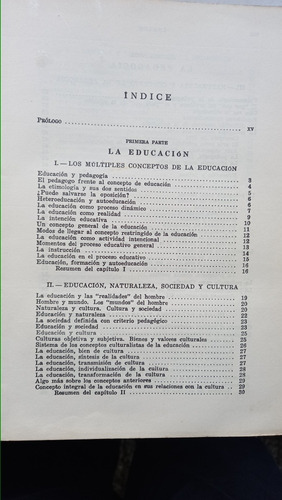 ÍNDICE
PRÓLOGO XV
PRIMERA PARTE
LA EDUCACIÓN
I. — LOS MÚLTIPLES CONCEPTOS DE LA EDUCACIÓN
Educación y pedagogía 3
El pedagogo frente al concepto de educación 4
La etimología y sus dos sentidos 5
¿Puede salvarse la oposición? 6
Heteroeducación y autoeducación 6
La educación como proceso dinámico 7
La educación como realidad 9
La intención educativa 10
Un concepto general de la educación 11
Modos de llegar al concepto restringido de la educación 12
La educación como actividad intencional 12
Momentos del proceso educativo general 13
La instrucción 14
La educación en el proceso educativo 15
Educación, formación y autoeducación 16
Resumen del capítulo I 16
II. — EDUCACIÓN, NATURALEZA, SOCIEDAD Y CULTURA
La educación y las "realidades" del hombre 19
Hombre y mundo. Los "mundos" del hombre 20
Naturaleza y cultura. Cultura y sociedad 21
Educación y naturaleza 22
La sociedad definida con criterio pedagógico 23
Educación y sociedad 23
Educación y cultura 25
Culturas objetiva y subjetiva. Bienes y valores culturales 25
Sistema de los conceptos culturalistas de la educación 26
La educación, bien de cultura 27
La educación, síntesis de la cultura 27
La educación, transmisión de cultura 27
La educación, individualización de la cultura 28
La educación, transformación de la cultura 28
Algo más sobre los conceptos anteriores 29
Concepto integral de la educación en sus relaciones con la cultura 29
Resumen del capítulo II 30